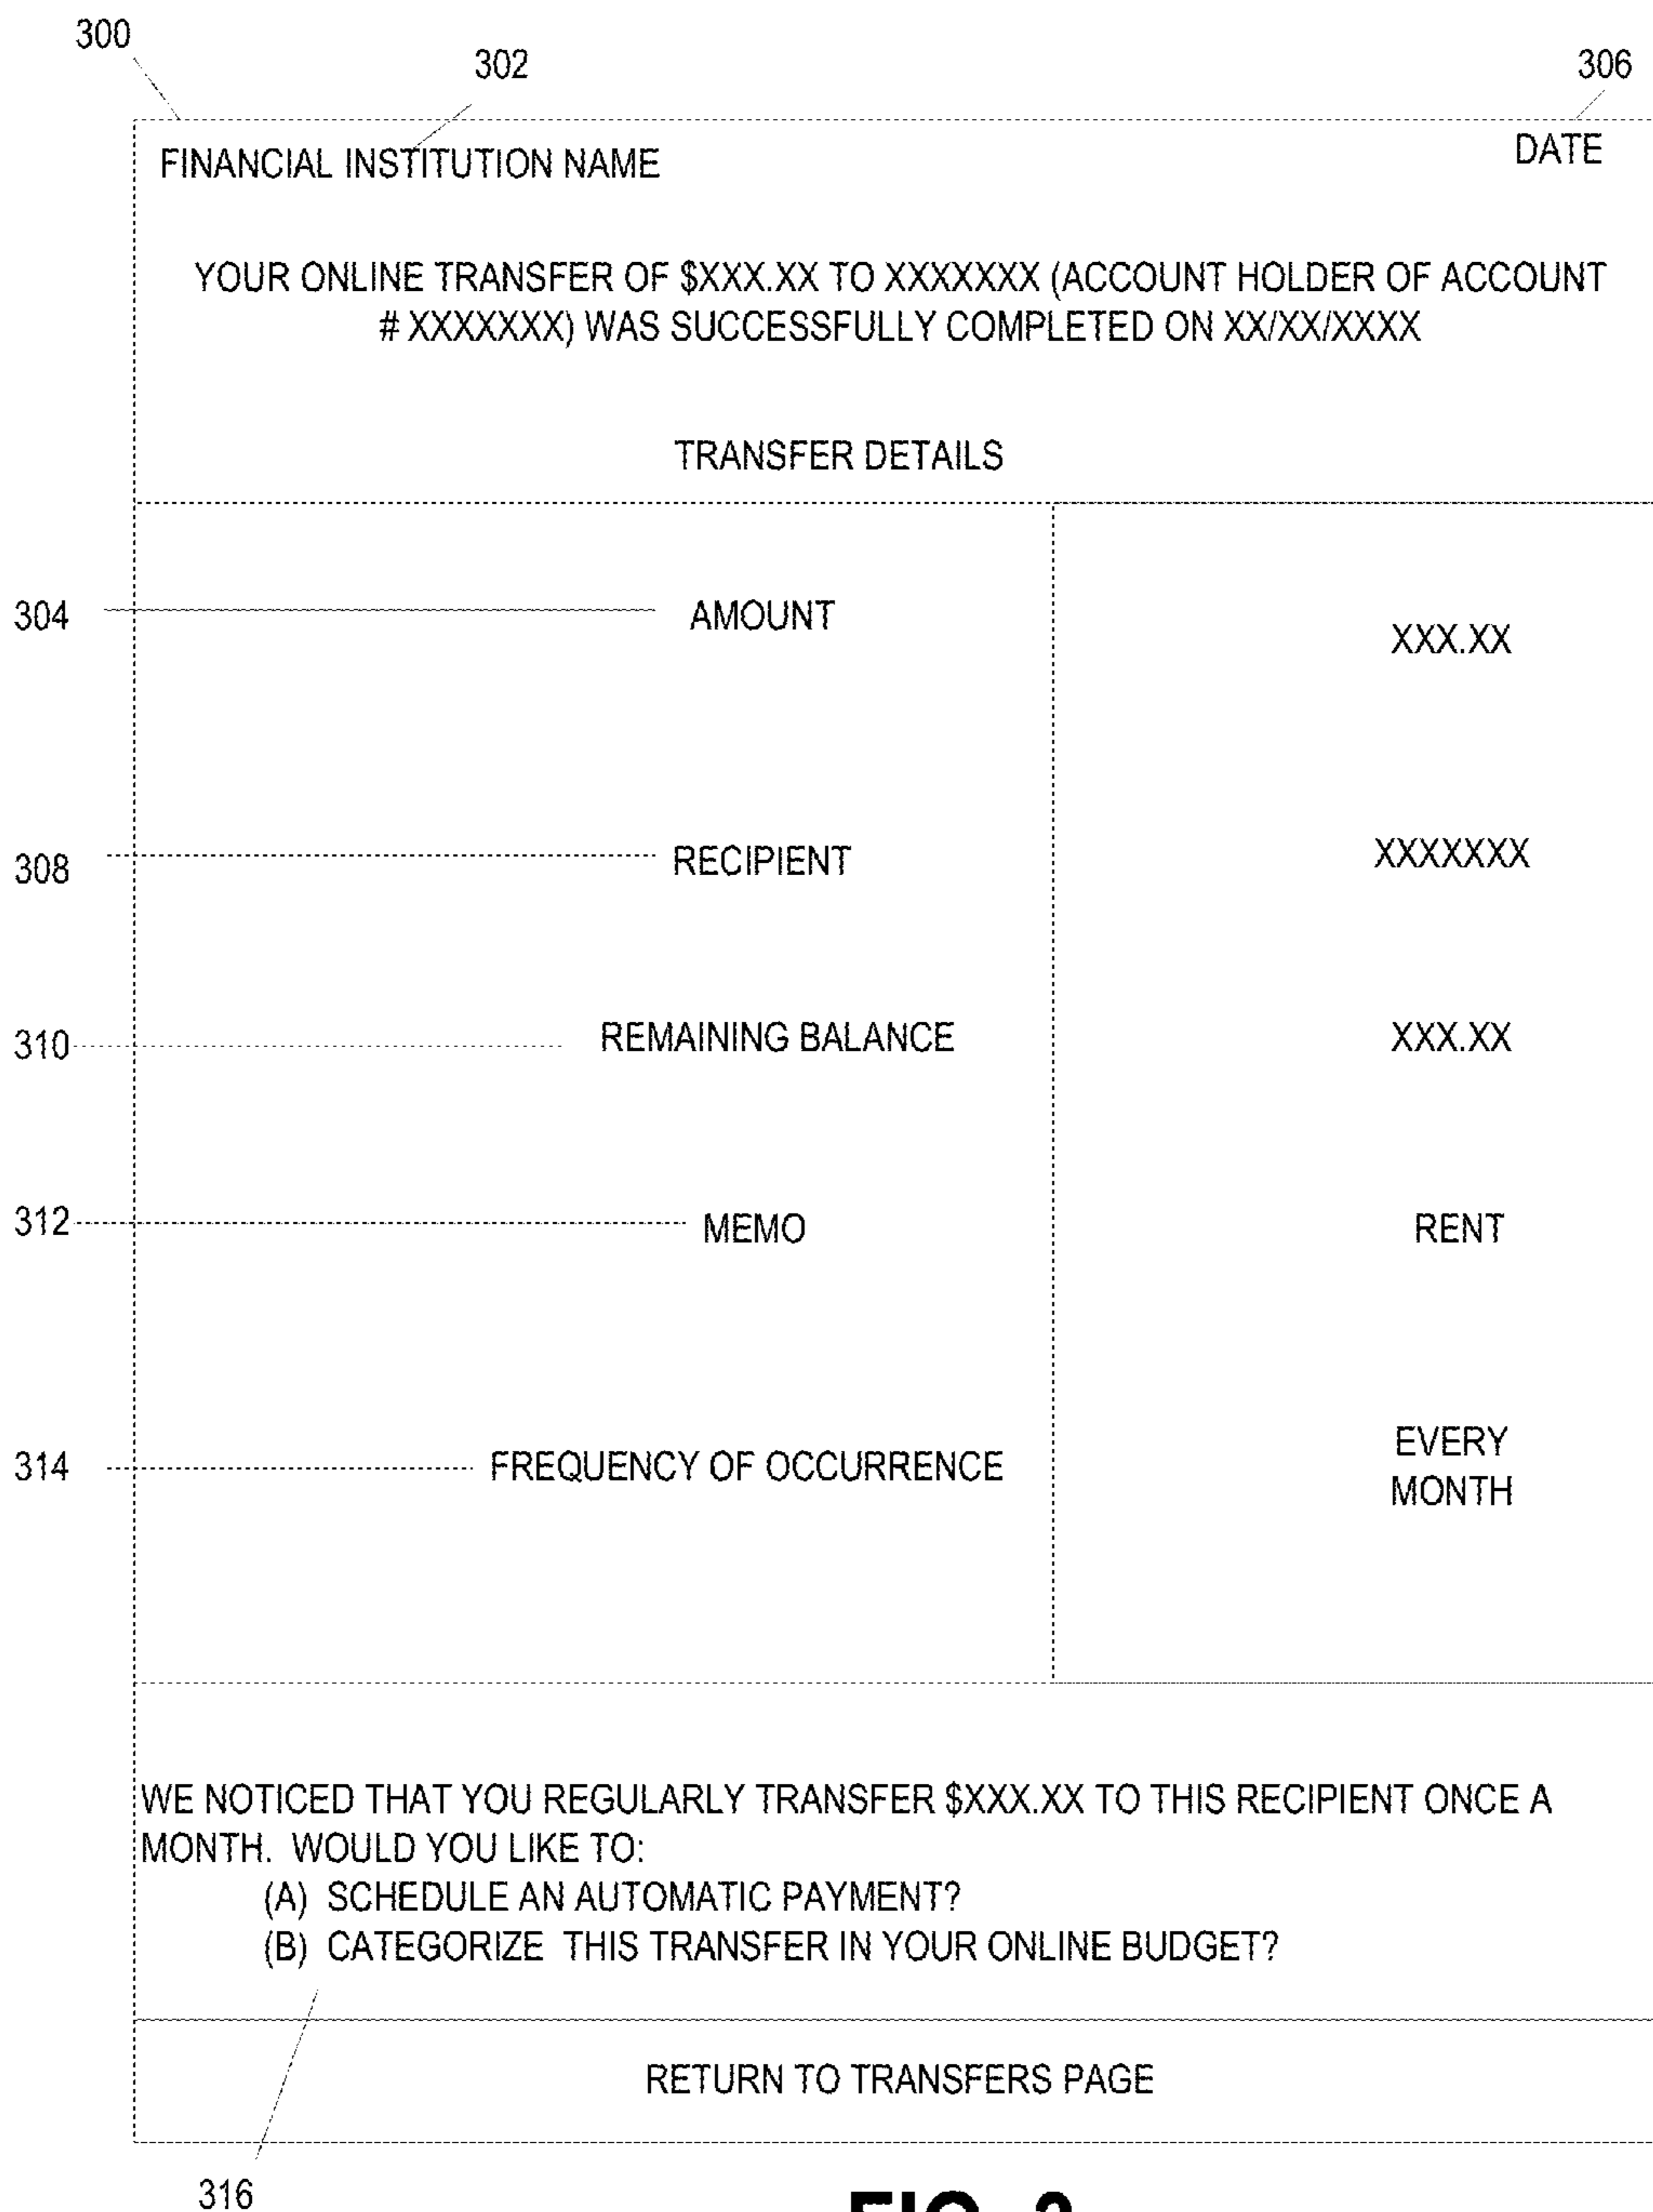 300
302
306
FINANCIAL INSTITUTION NAME
DATE
YOUR ONLINE TRANSFER OF $XXX.XX TO XXXXXXX (ACCOUNT HOLDER OF ACCOUNT
# XXXXXXX) WAS SUCCESSFULLY COMPLETED ON XX/XX/XXXX
TRANSFER DETAILS
304
AMOUNT
XXX.XX
308
RECIPIENT
XXXXXXX
310
REMAINING BALANCE
XXX.XX
312
MEMO
RENT
314
FREQUENCY OF OCCURRENCE
EVERY
MONTH
WE NOTICED THAT YOU REGULARLY TRANSFER $XXX.XX TO THIS RECIPIENT ONCE A
MONTH. WOULD YOU LIKE TO:
(A) SCHEDULE AN AUTOMATIC PAYMENT?
(B) CATEGORIZE THIS TRANSFER IN YOUR ONLINE BUDGET?
RETURN TO TRANSFERS PAGE
316
FIG.